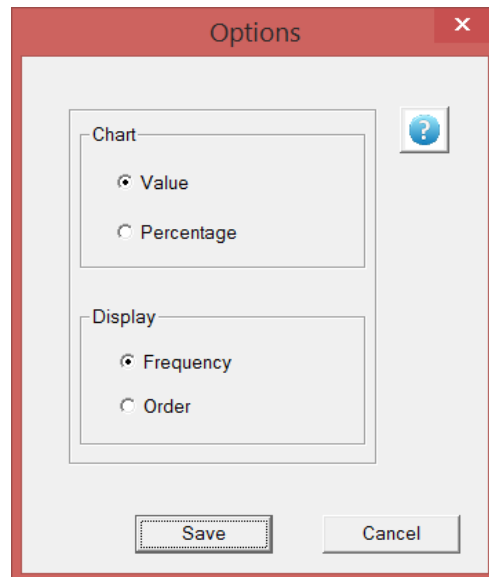 Options
x
?
Chart
Value
Percentage
Display
Frequency
Order
Save Cancel